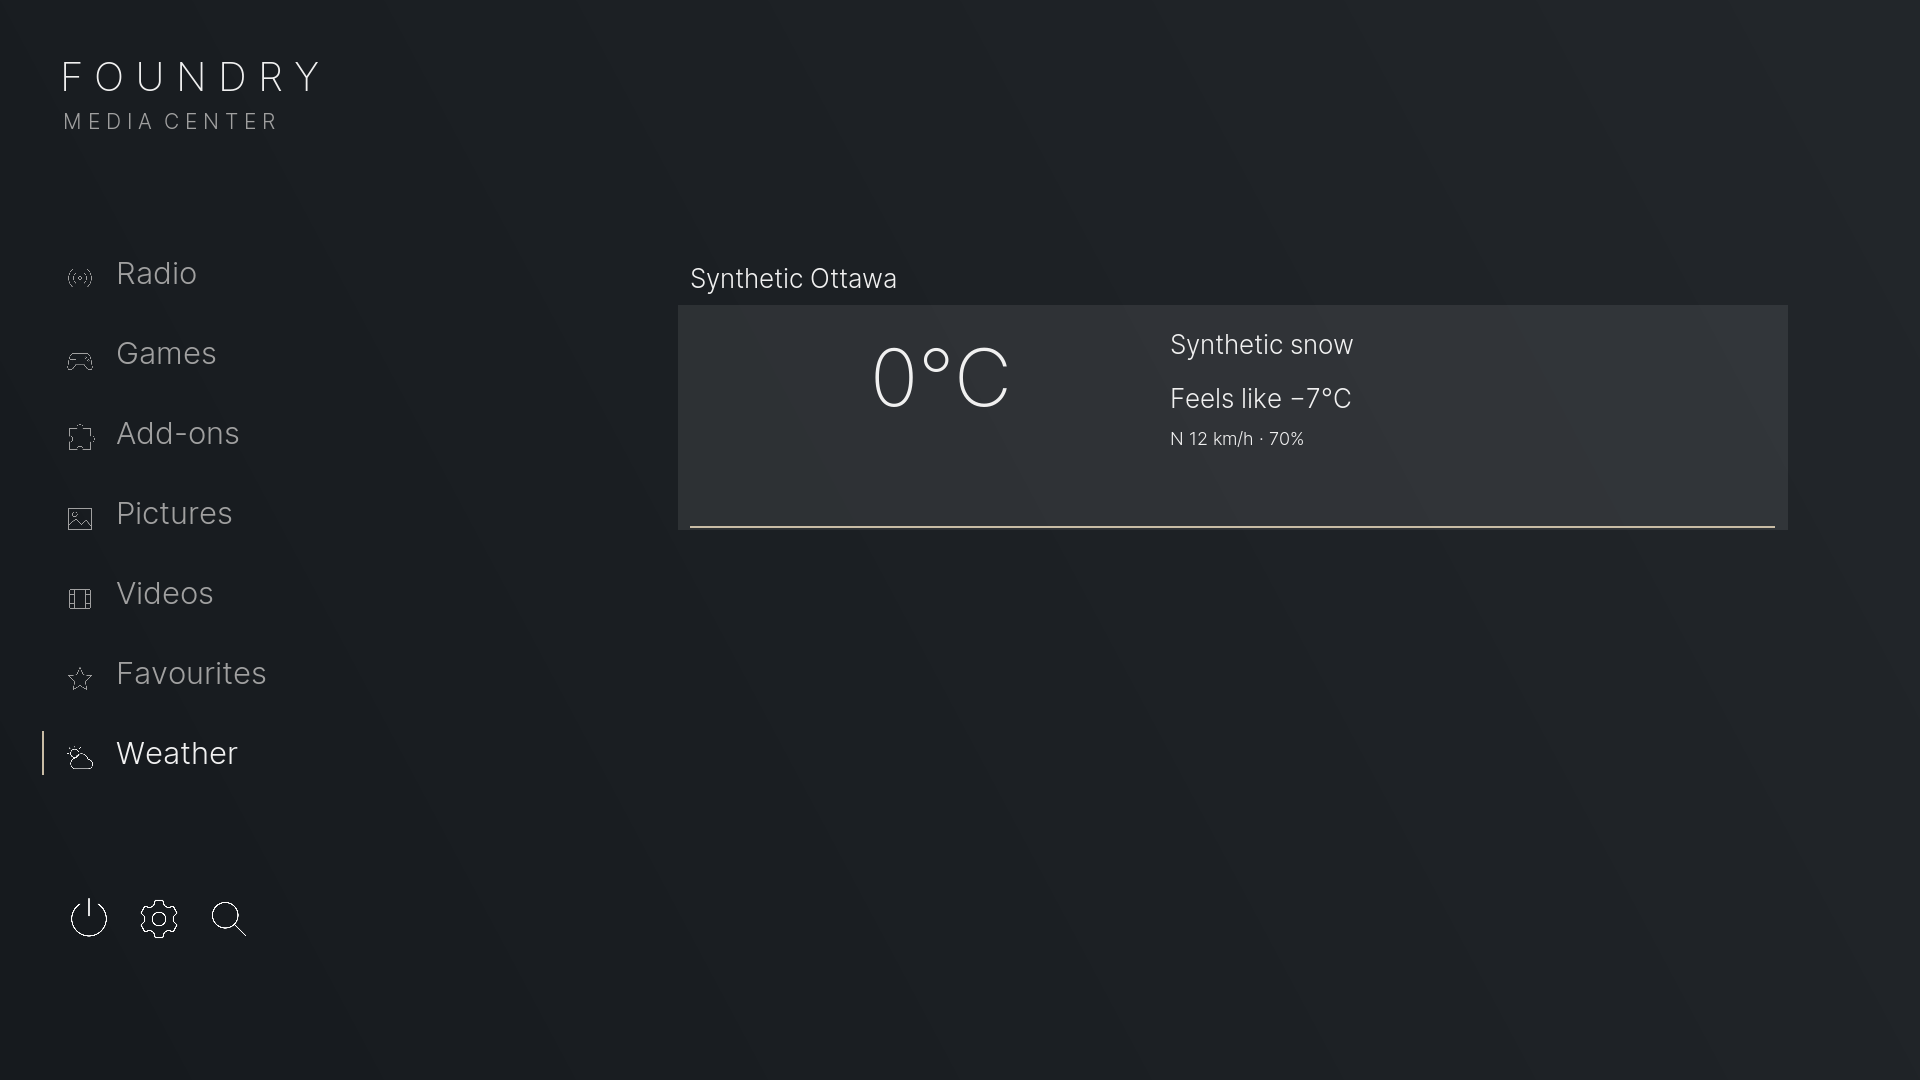 FOUNDRY
MEDIA CENTER
Radio
Games
Add-ons
Pictures
Videos
Favourites
Weather
Synthetic Ottawa
0°C
Synthetic snow
Feels like −7°C
N 12 km/h · 70%